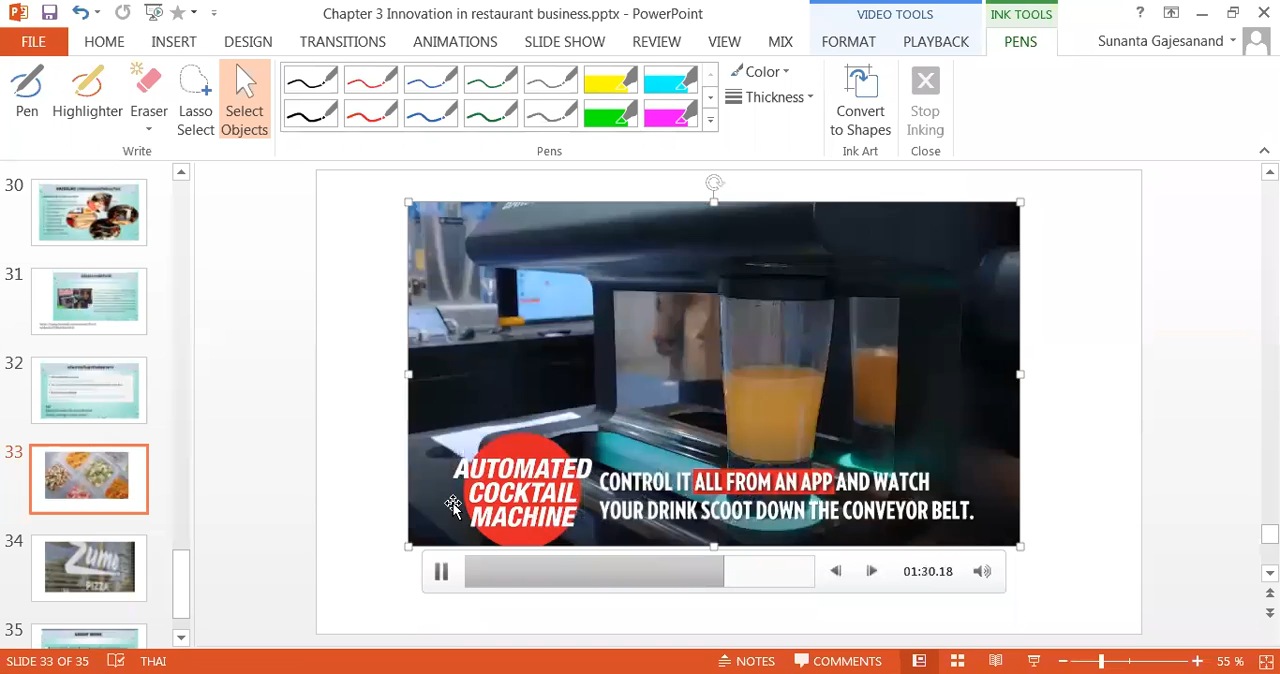 Chapter 3 Innovation in restaurant business.pptx - PowerPoint
VIDEO TOOLS
INK TOOLS
?
FILE
HOME
INSERT
DESIGN
TRANSITIONS
ANIMATIONS
SLIDE SHOW
REVIEW
VIEW
MIX
FORMAT
PLAYBACK
PENS
Sunanta Gajesanand
Pen
Highlighter
Eraser
Lasso
Select
Select
Objects
Color
Thickness
Convert
to Shapes
Stop
Inking
Write
Pens
Ink Art
Close
30
31
32
33
34
Zume
PIZZA
35
AUTOMATED
COCKTAIL
MACHINE
CONTROL IT ALL FROM AN APP AND WATCH
YOUR DRINK SCOOT DOWN THE CONVEYOR BELT.
01:30.18
SLIDE 33 OF 35
THAI
NOTES
COMMENTS
55 %